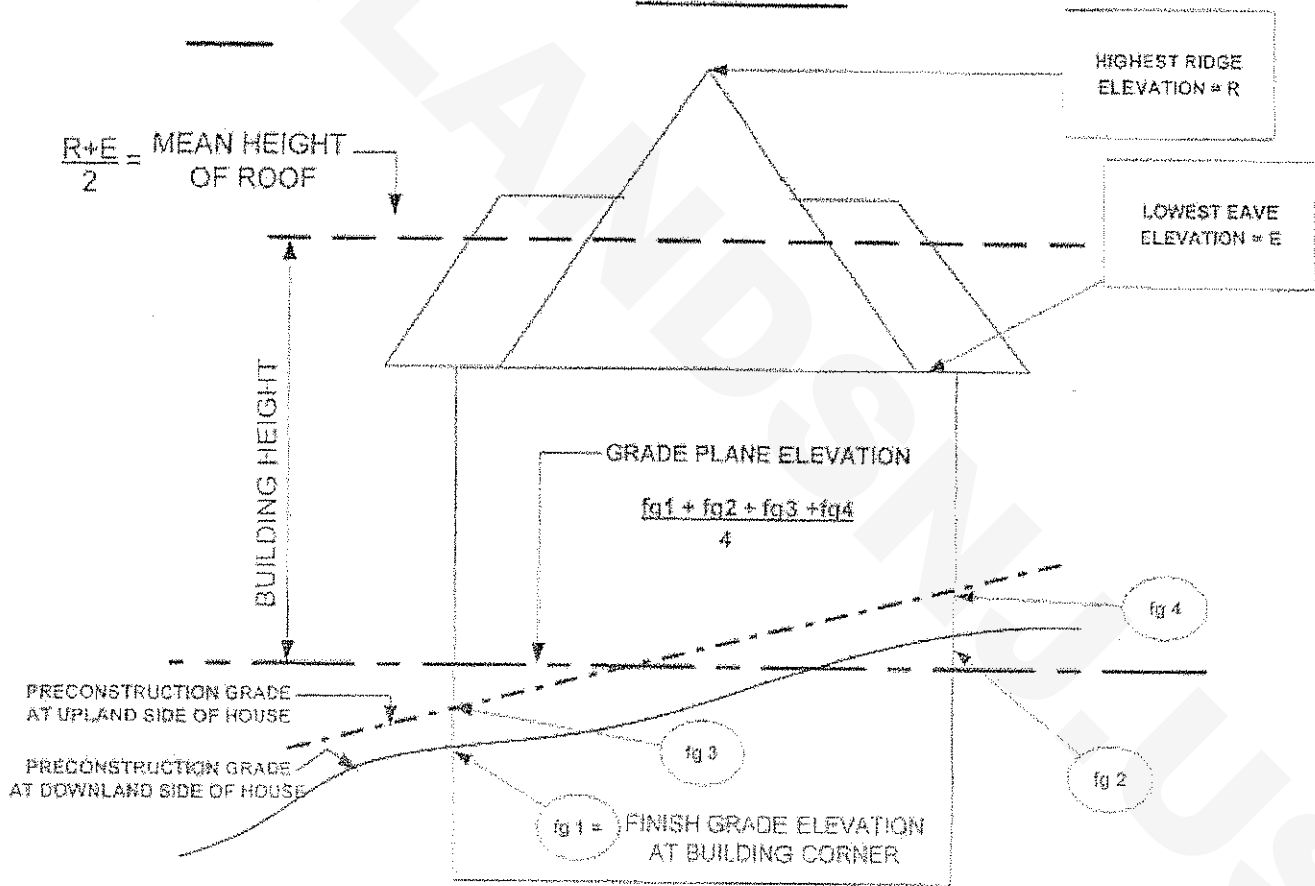 HIGHEST RIDGE
ELEVATION = R
R+E
2
=
MEAN HEIGHT
OF ROOF
LOWEST EAVE
ELEVATION = E
BUILDING HEIGHT
GRADE PLANE ELEVATION
fg1 + fg2 + fg3 +fg4
4
fg 4
PRECONSTRUCTION GRADE
AT UPLAND SIDE OF HOUSE
fg 3
PRECONSTRUCTION GRADE
AT DOWNLAND SIDE OF HOUSE
fg 2
fg 1 = FINISH GRADE ELEVATION
AT BUILDING CORNER
LANDSNJ.US